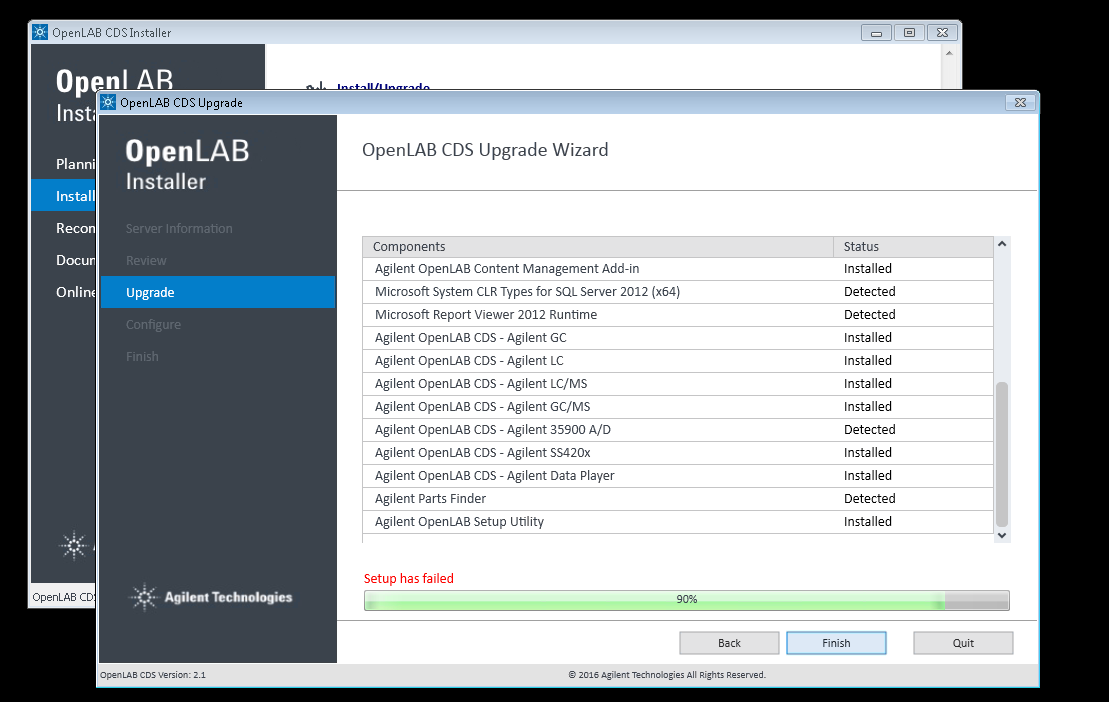 OpenLAB CDS Installer
OpenLAB
Install/Upgrade
OpenLAB CDS Upgrade
OpenLAB
Installer
OpenLAB CDS Upgrade Wizard
Server Information
Review
Upgrade
Configure
Finish
Components Status
Agilent OpenLAB Content Management Add-in Installed
Microsoft System CLR Types for SQL Server 2012 (x64) Detected
Microsoft Report Viewer 2012 Runtime Detected
Agilent OpenLAB CDS - Agilent GC Installed
Agilent OpenLAB CDS - Agilent LC Installed
Agilent OpenLAB CDS - Agilent LC/MS Installed
Agilent OpenLAB CDS - Agilent GC/MS Installed
Agilent OpenLAB CDS - Agilent 35900 A/D Detected
Agilent OpenLAB CDS - Agilent SS420x Installed
Agilent OpenLAB CDS - Agilent Data Player Installed
Agilent Parts Finder Detected
Agilent OpenLAB Setup Utility Installed
Setup has failed
90%
Agilent Technologies
Back Finish Quit
OpenLAB CDS Version: 2.1 © 2016 Agilent Technologies All Rights Reserved.
OpenLAB CDS